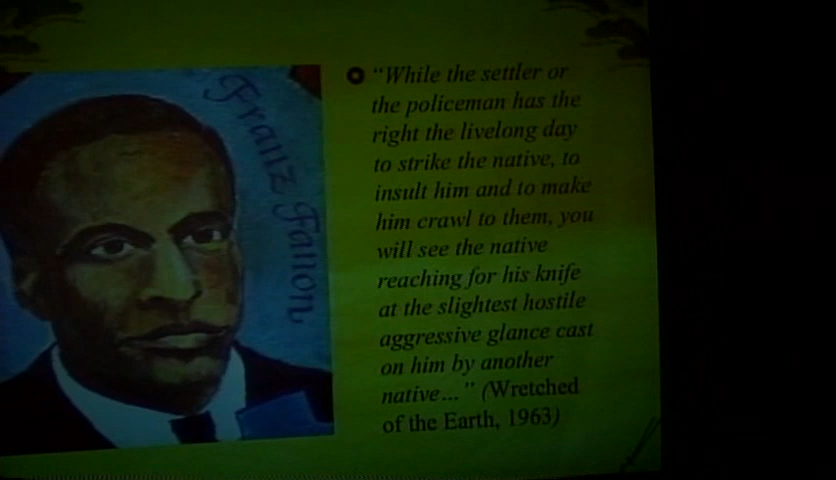 Franz Fanon
"While the settler or
the policeman has the
right the livelong day
to strike the native, to
insult him and to make
him crawl to them, you
will see the native
reaching for his knife
at the slightest hostile
aggressive glance cast
on him by another
native..." (Wretched
of the Earth, 1963)